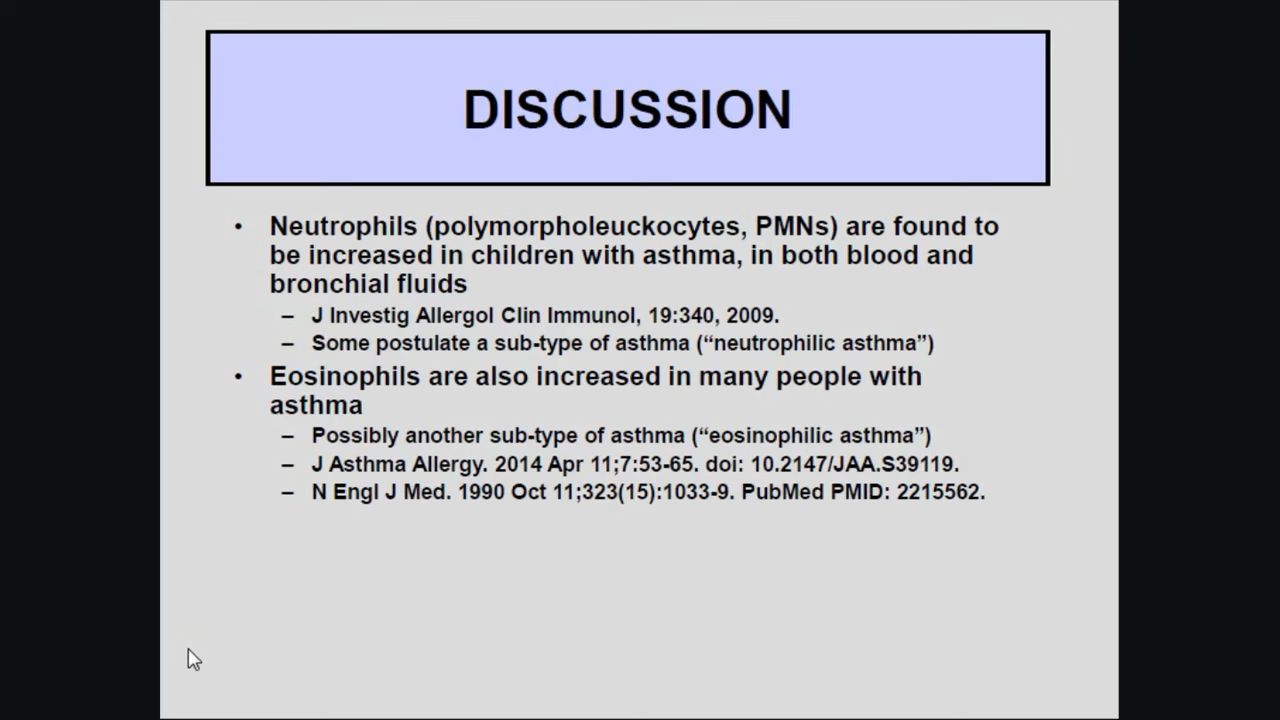 DISCUSSION
• Neutrophils (polymorpholeuckocytes, PMNs) are found to
be increased in children with asthma, in both blood and
bronchial fluids
– J Investig Allergol Clin Immunol, 19:340, 2009.
– Some postulate a sub-type of asthma (“neutrophilic asthma”)
• Eosinophils are also increased in many people with
asthma
– Possibly another sub-type of asthma (“eosinophilic asthma”)
– J Asthma Allergy. 2014 Apr 11;7:53-65. doi: 10.2147/JAA.S39119.
– N Engl J Med. 1990 Oct 11;323(15):1033-9. PubMed PMID: 2215562.